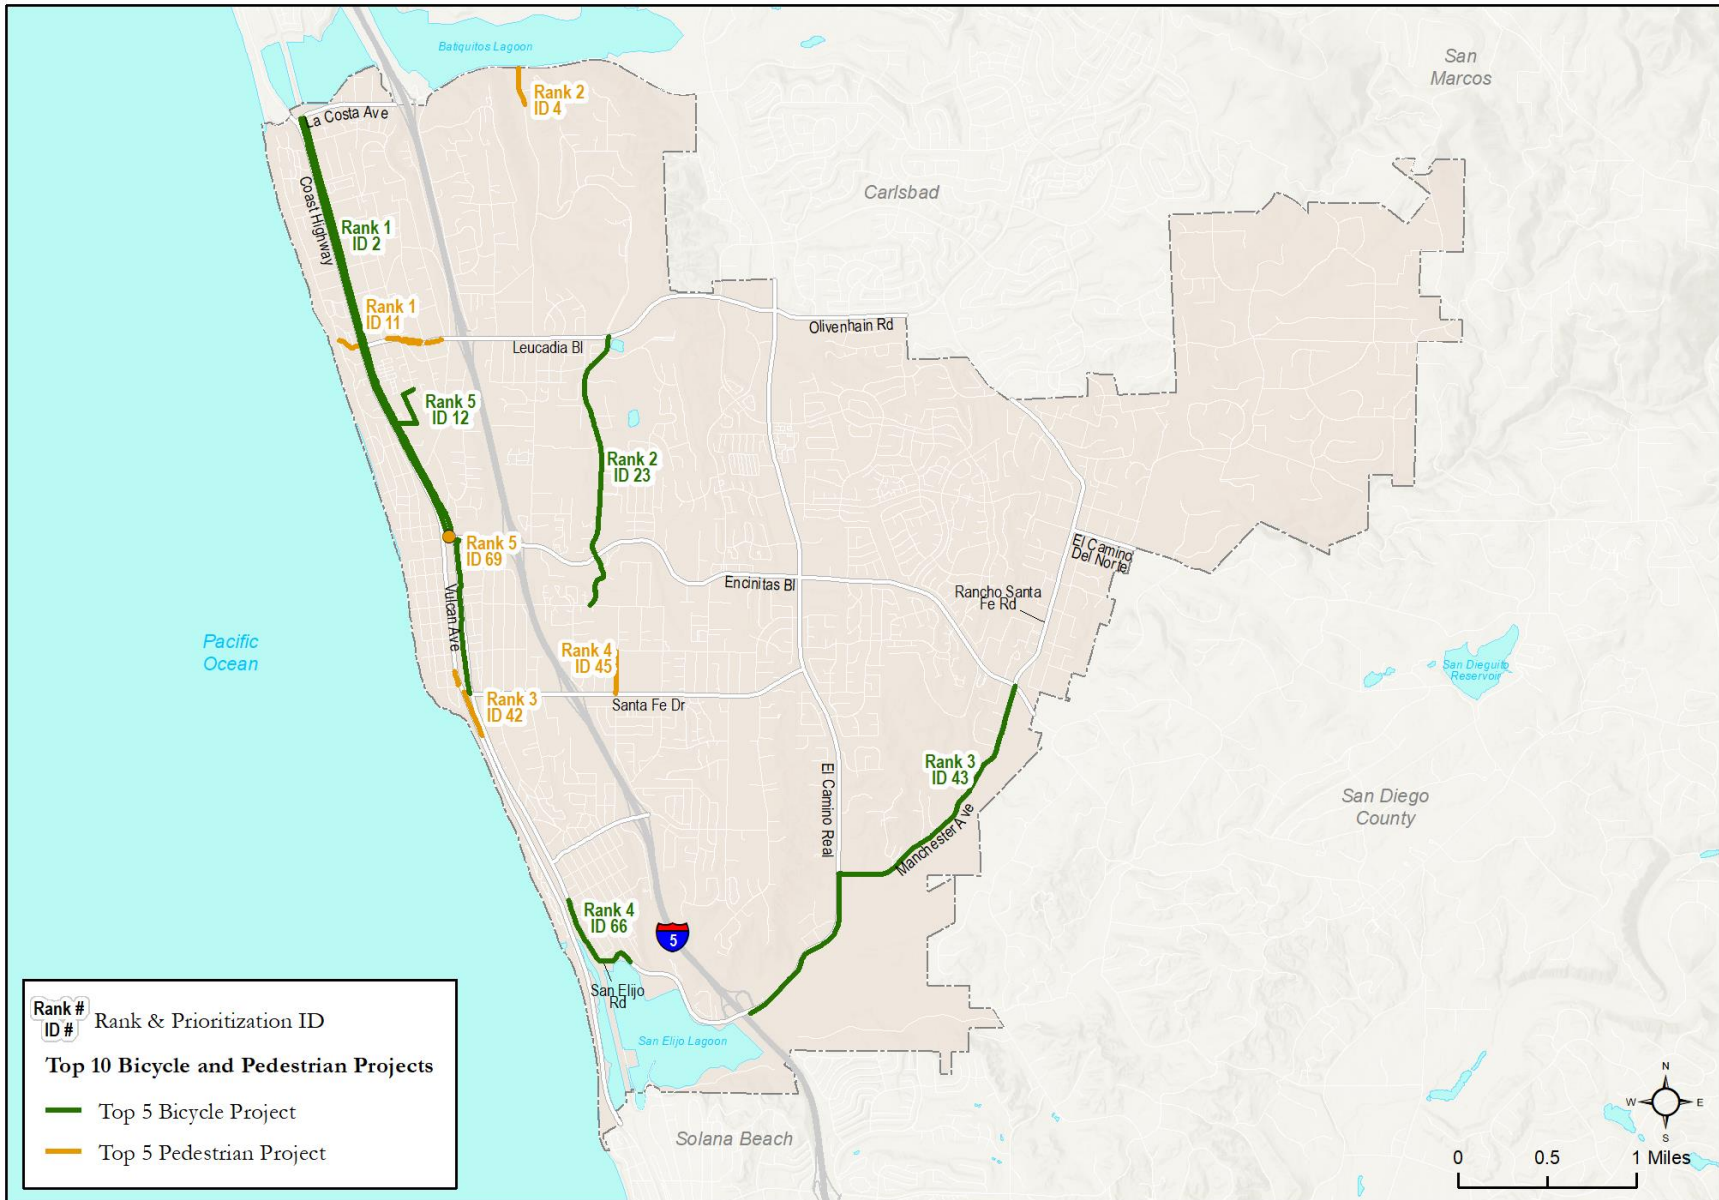 Batiquitos Lagoon
San
Marcos
Rank 2
ID 4
La Costa Ave
Carlsbad
Coast Highway
Rank 1
ID 2
Rank 1
ID 11
Leucadia Bl
Olivenhain Rd
Rank 5
ID 12
Rank 2
ID 23
Rank 5
ID 69
El Camino
Del Norte
Encinitas Bl
Rancho Santa
Fe Rd
Vulcan Ave
Pacific
Ocean
Rank 4
ID 45
San Dieguito
Reservoir
Rank 3
ID 42
Santa Fe Dr
Rank 3
ID 43
El Camino Real
Manchester Ave
San Diego
County
Rank 4
ID 66
5
San Elijo
Rd
San Elijo Lagoon
Solana Beach
Rank #
ID #
Rank & Prioritization ID
Top 10 Bicycle and Pedestrian Projects
Top 5 Bicycle Project
Top 5 Pedestrian Project
N
W E
S
0 0.5 1 Miles